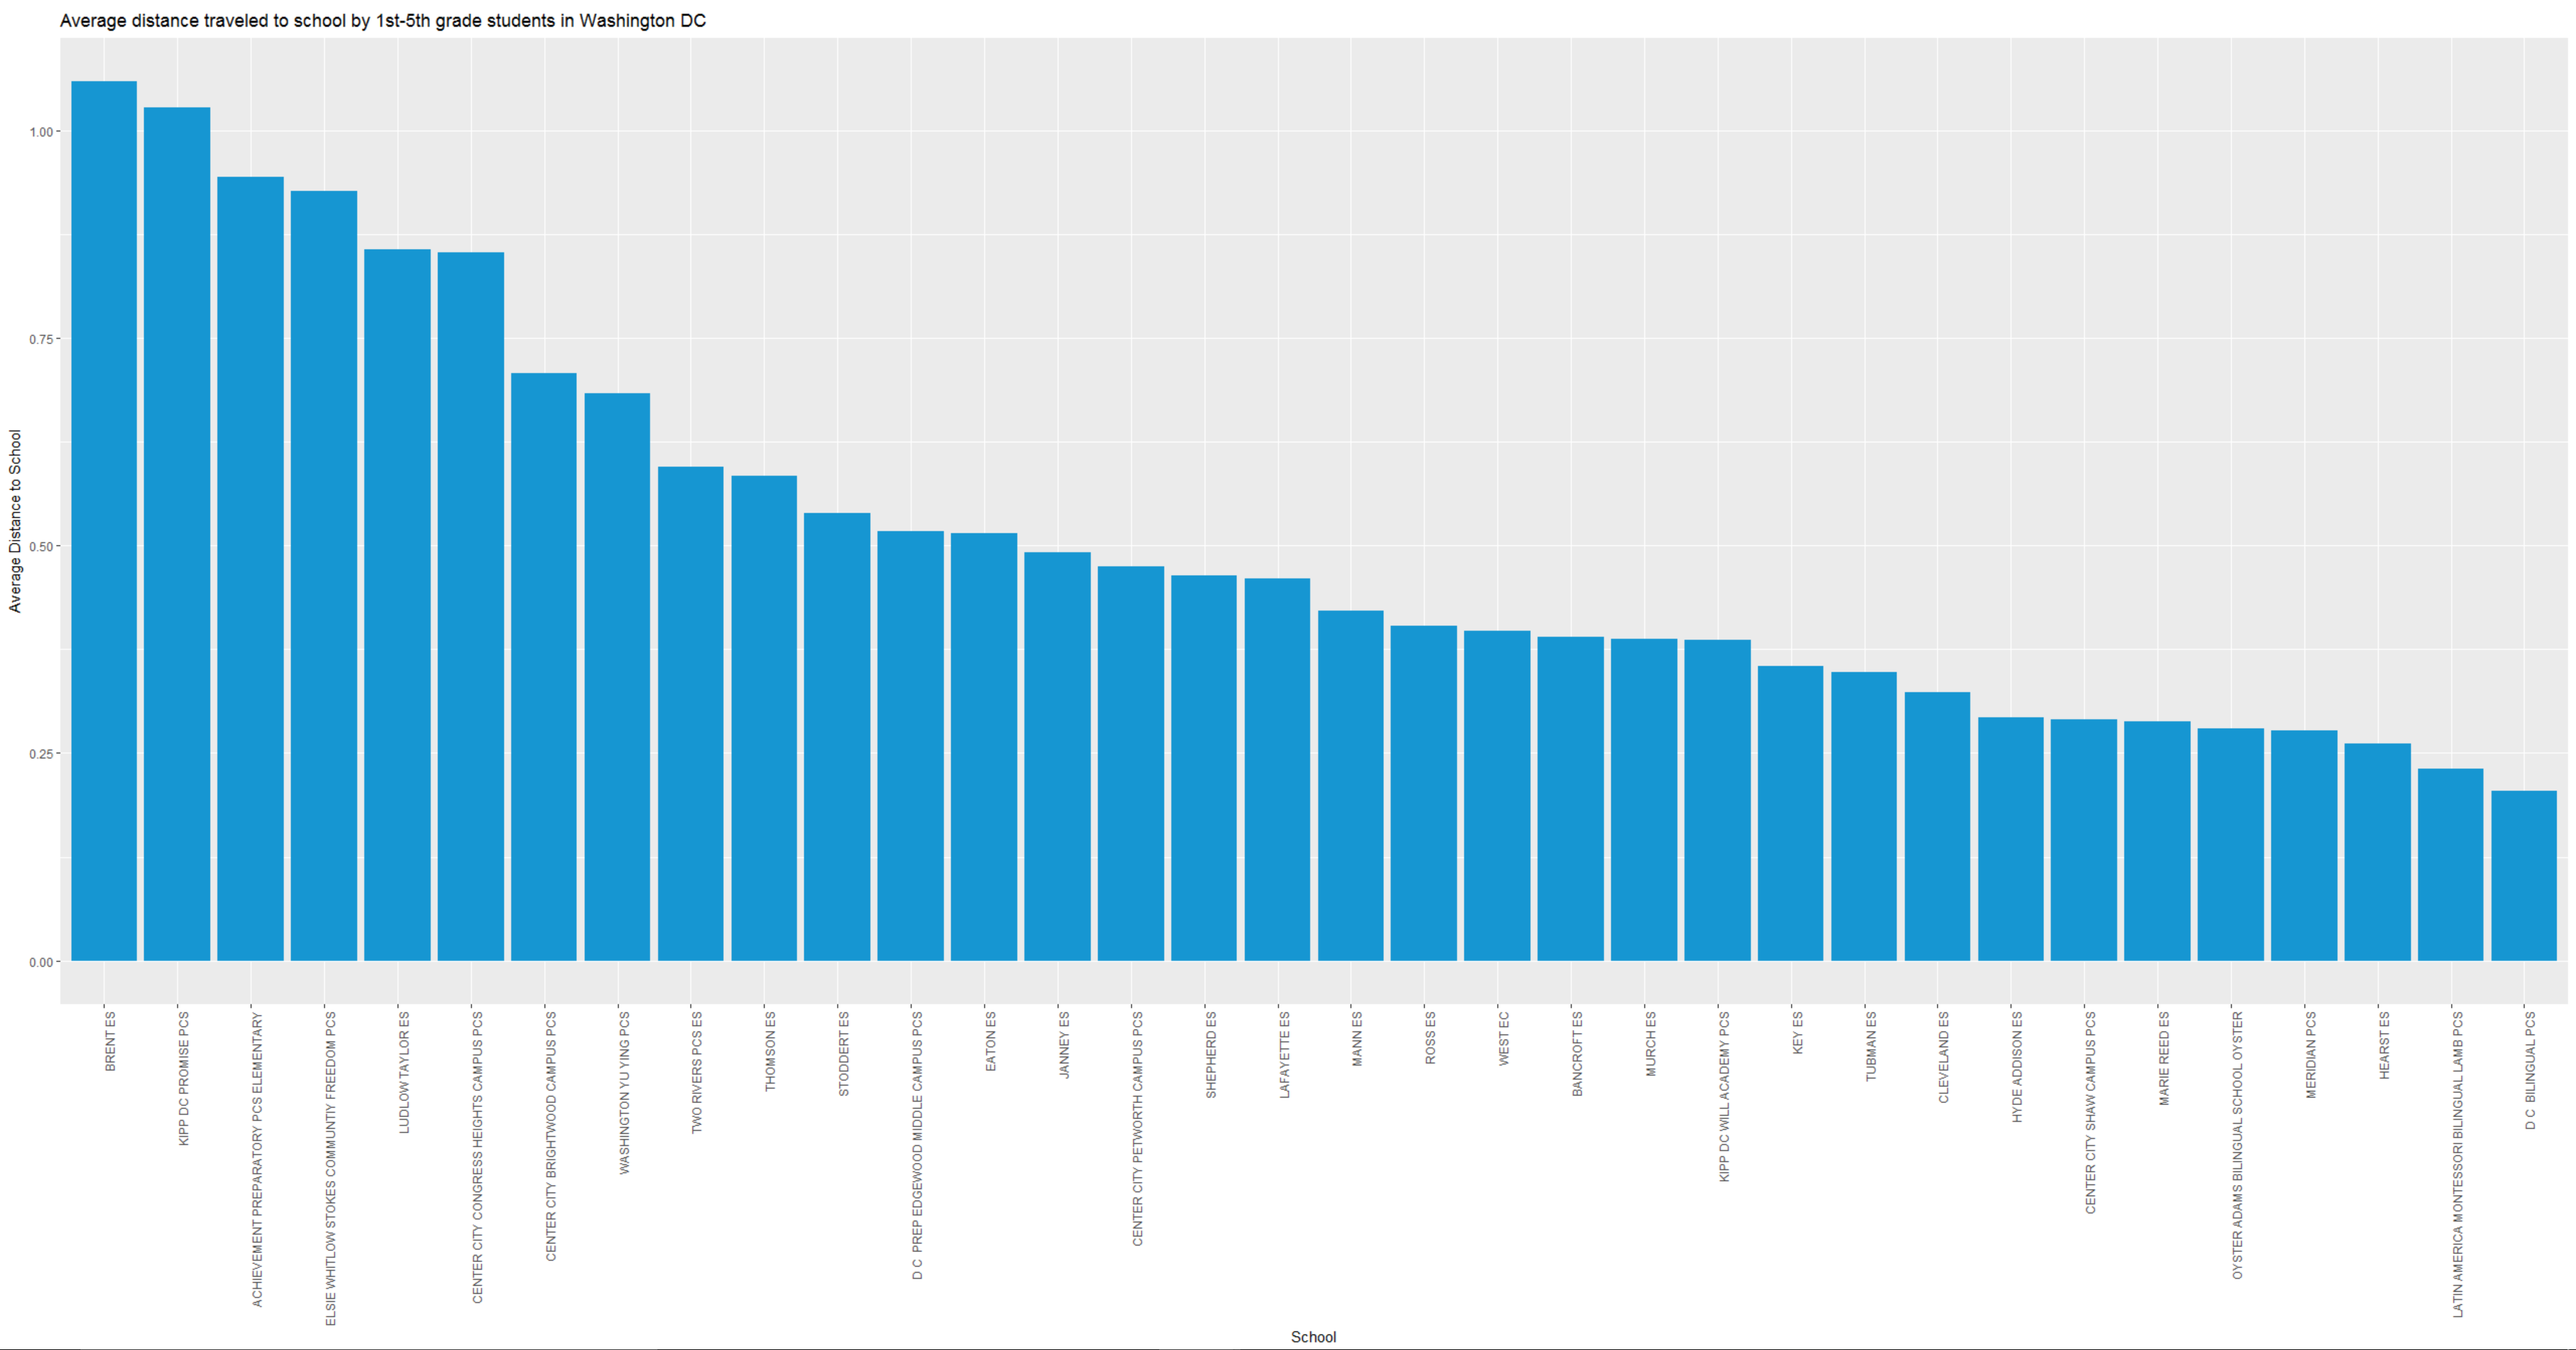 Average distance traveled to school by 1st-5th grade students in Washington DC
Average Distance to School
1.00
0.75
0.50
0.25
0.00
BRENT ES
KIPP DC PROMISE PCS
ACHIEVEMENT PREPARATORY PCS ELEMENTARY
ELSIE WHITLOW STOKES COMMUNTIY FREEDOM PCS
LUDLOW TAYLOR ES
CENTER CITY CONGRESS HEIGHTS CAMPUS PCS
CENTER CITY BRIGHTWOOD CAMPUS PCS
WASHINGTON YU YING PCS
TWO RIVERS PCS ES
THOMSON ES
STODDERT ES
D C  PREP EDGEWOOD MIDDLE CAMPUS PCS
EATON ES
JANNEY ES
CENTER CITY PETWORTH CAMPUS PCS
SHEPHERD ES
LAFAYETTE ES
MANN ES
ROSS ES
WEST EC
BANCROFT ES
MURCH ES
KIPP DC WILL ACADEMY PCS
KEY ES
TUBMAN ES
CLEVELAND ES
HYDE ADDISON ES
CENTER CITY SHAW CAMPUS PCS
MARIE REED ES
OYSTER ADAMS BILINGUAL SCHOOL OYSTER
MERIDIAN PCS
HEARST ES
LATIN AMERICA MONTESSORI BILINGUAL LAMB PCS
D C  BILINGUAL PCS
School